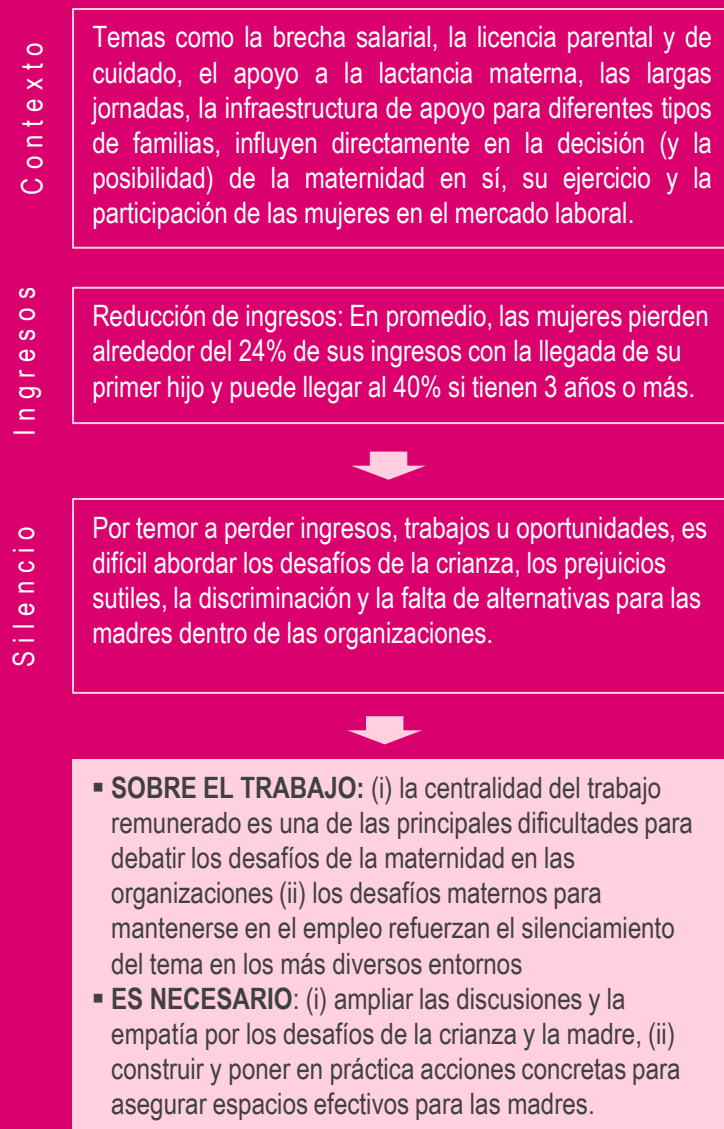 Contexto
Temas como la brecha salarial, la licencia parental y de
cuidado, el apoyo a la lactancia materna, las largas
jornadas, la infraestructura de apoyo para diferentes tipos
de familias, influyen directamente en la decisión (y la
posibilidad) de la maternidad en sí, su ejercicio y la
participación de las mujeres en el mercado laboral.
Ingresos
Reducción de ingresos: En promedio, las mujeres pierden
alrededor del 24% de sus ingresos con la llegada de su
primer hijo y puede llegar al 40% si tienen 3 años o más.
Silencio
Por temor a perder ingresos, trabajos u oportunidades, es
difícil abordar los desafíos de la crianza, los prejuicios
sutiles, la discriminación y la falta de alternativas para las
madres dentro de las organizaciones.
▪ SOBRE EL TRABAJO: (i) la centralidad del trabajo
remunerado es una de las principales dificultades para
debatir los desafíos de la maternidad en las
organizaciones (ii) los desafíos maternos para
mantenerse en el empleo refuerzan el silenciamiento
del tema en los más diversos entornos
▪ ES NECESARIO: (i) ampliar las discusiones y la
empatía por los desafíos de la crianza y la madre, (ii)
construir y poner en práctica acciones concretas para
asegurar espacios efectivos para las madres.